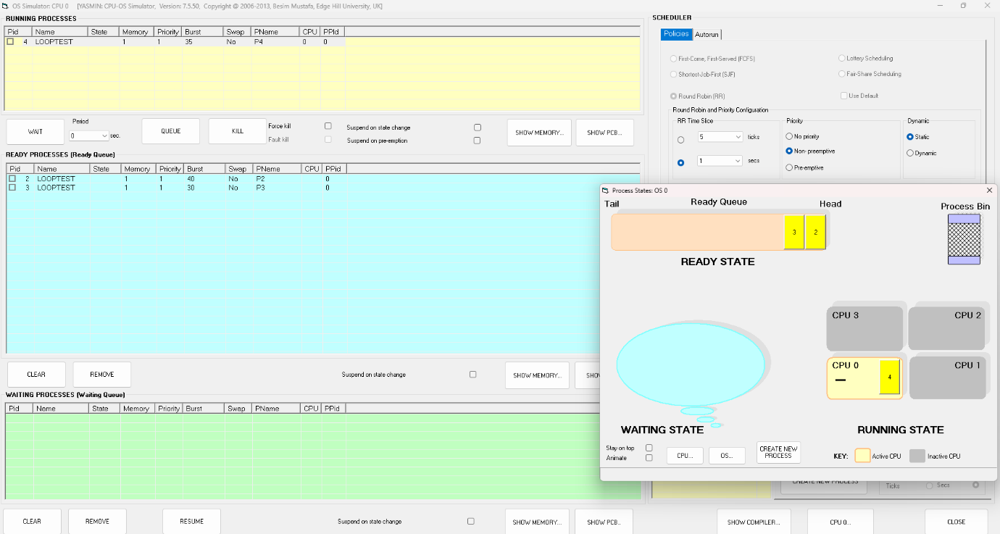 OS Simulator: CPU 0 [YASMIN: CPU-OS Simulator, Version: 7.5.50, Copyright @ 2006-2013, Besim Mustafa, Edge Hill University, UK]
RUNNING PROCESSES
Pid Name State Memory Priority Burst Swap PName CPU PPId
4 LOOPTEST 1 1 35 No P4 0 0
WAIT
Period
0 sec.
QUEUE
KILL
Force kill
Fault kill
Suspend on state change
Suspend on pre-emption
SHOW MEMORY...
SHOW PCB...
READY PROCESSES (Ready Queue)
Pid Name State Memory Priority Burst Swap PName CPU PPId
2 LOOPTEST 1 1 40 No P2 0
3 LOOPTEST 1 1 30 No P3 0
CLEAR
REMOVE
Suspend on state change
SHOW MEMORY...
SHO
WAITING PROCESSES (Waiting Queue)
Pid Name State Memory Priority Burst Swap PName CPU PPId
CLEAR
REMOVE
RESUME
Suspend on state change
SHOW MEMORY...
SHOW PCB..
SCHEDULER
Policies Autorun
First-Come, First-Served (FCFS)
Lottery Scheduling
Shortest-Job-First (SJF)
Fair-Share Scheduling
Round Robin (RR)
Use Default
Round Robin and Priority Configuration
RR Time Slice
5 ticks
1 secs
Priority
No priority
Non- preemptive
Pre-emptive
Dynamic
Static
Dynamic
Process States: OS 0
Tail
Ready Queue
Head
Process Bin
3 2
READY STATE
CPU 3
CPU 2
CPU 0
4
CPU 1
WAITING STATE
RUNNING STATE
Stay on top
Animate
CPU...
OS...
CREATE NEW
PROCESS
KEY: Active CPU Inactive CPU
CREATE NEW PROCESS
Ticks Secs
SHOW COMPILER...
CPU 0...
CLOSE